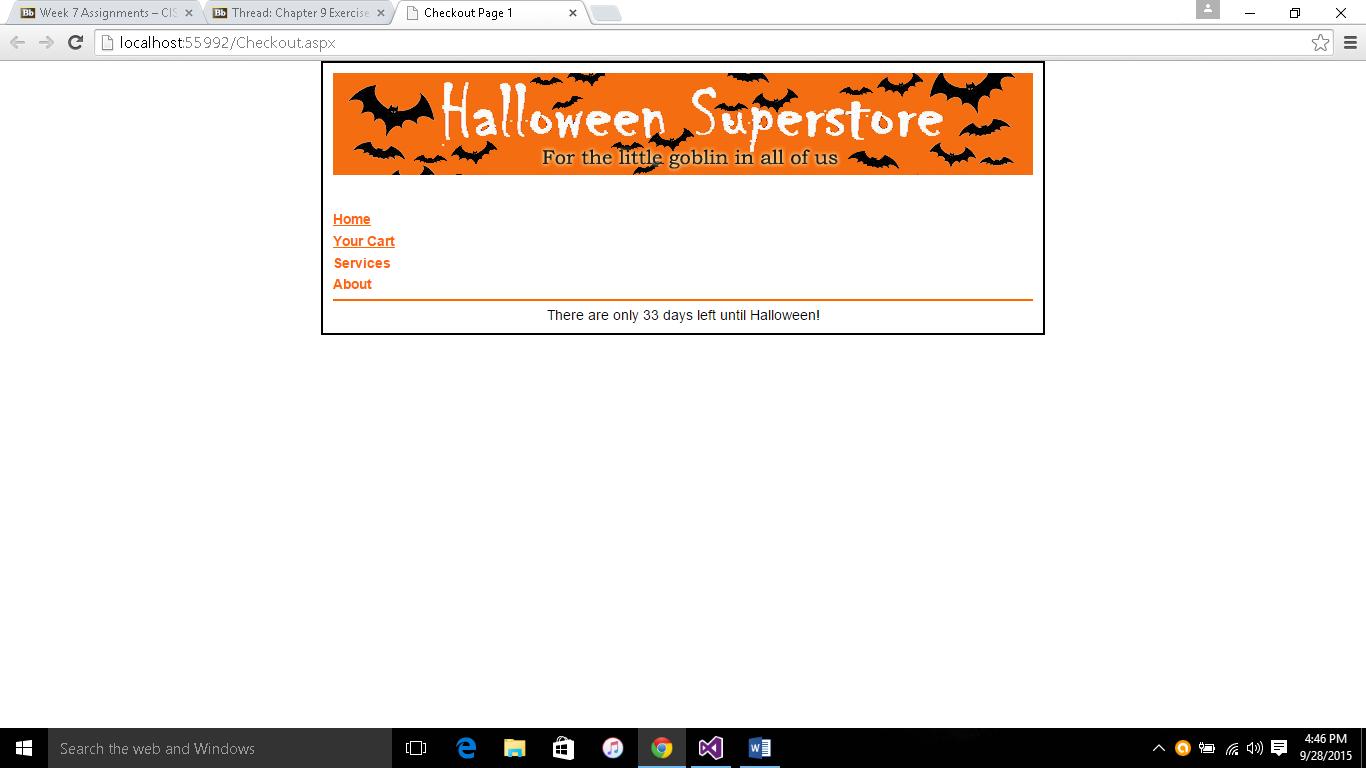 Week 7 Assignments – CIS
Thread: Chapter 9 Exercise
Checkout Page 1
localhost:55992/Checkout.aspx
Halloween Superstore
For the little goblin in all of us
Home
Your Cart
Services
About
There are only 33 days left until Halloween!
Search the web and Windows
4:46 PM
9/28/2015